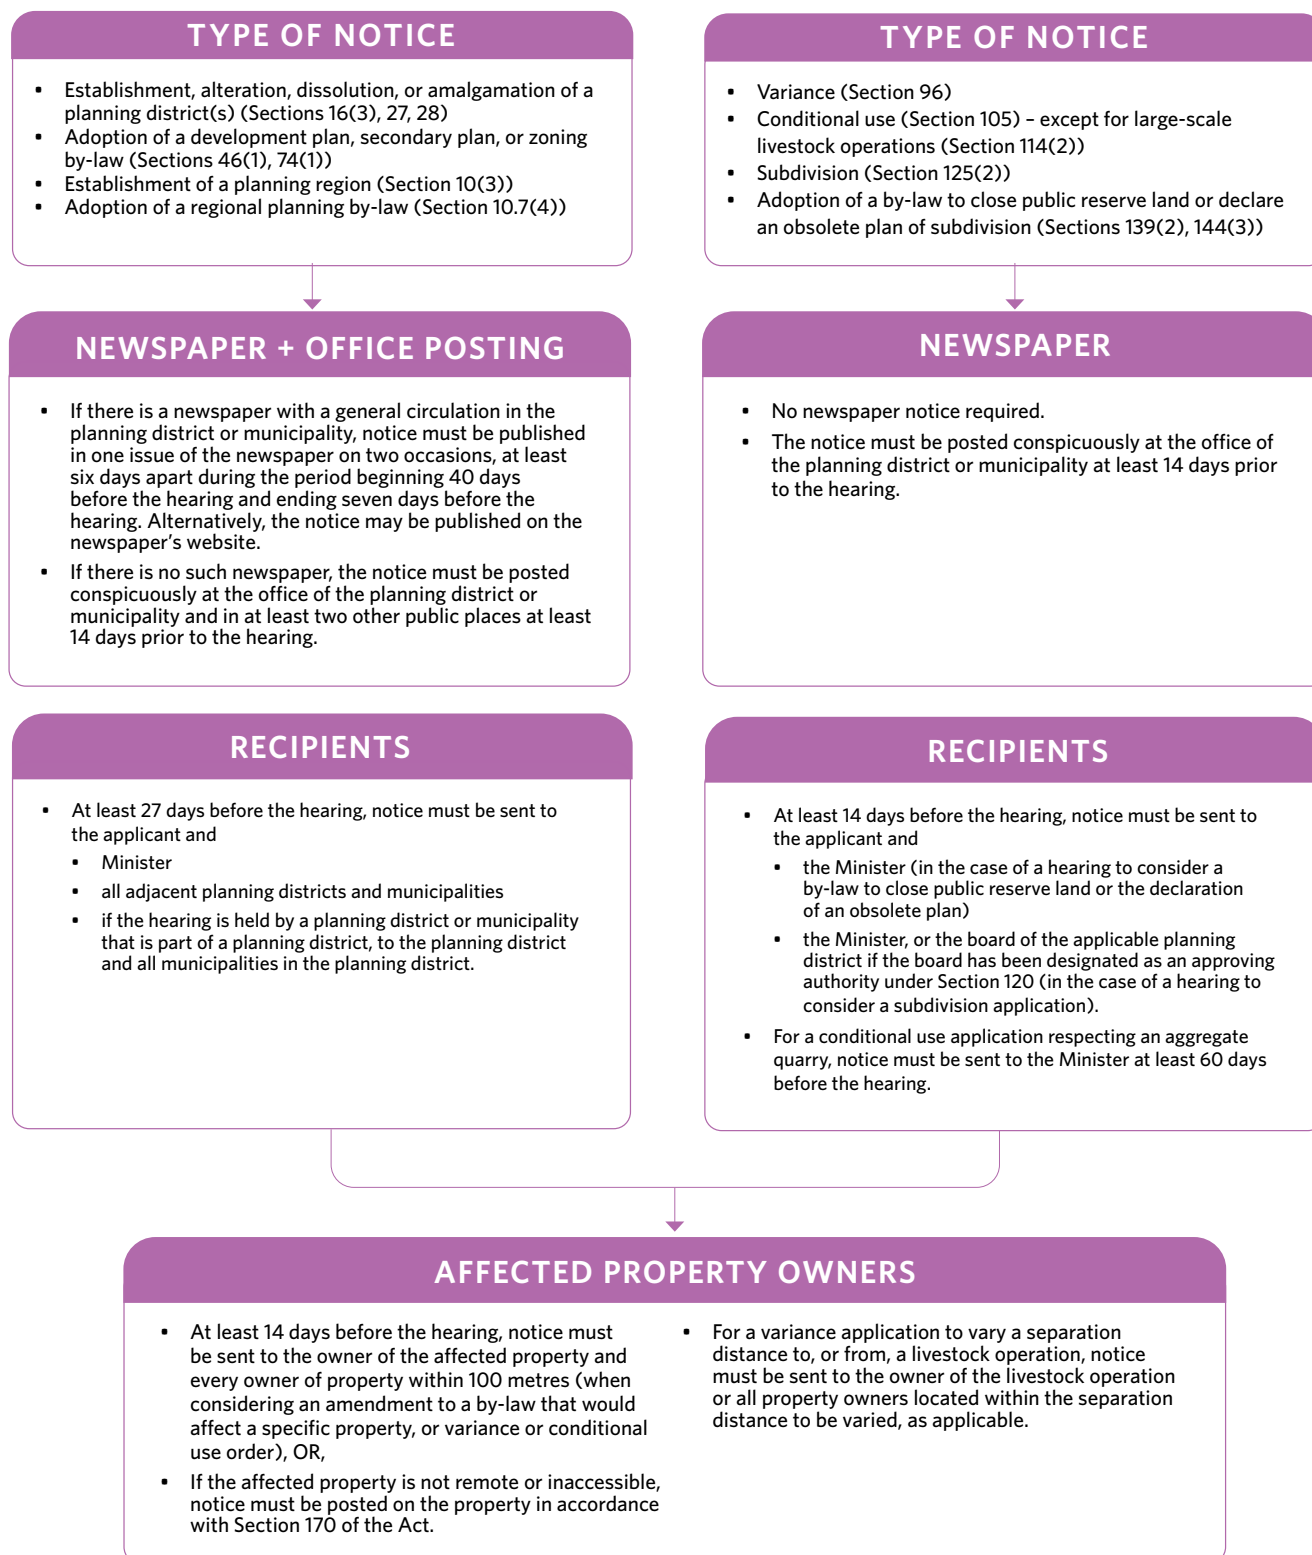 TYPE OF NOTICE
▪ Establishment, alteration, dissolution, or amalgamation of a
planning district(s) (Sections 16(3), 27, 28)
▪ Adoption of a development plan, secondary plan, or zoning
by-law (Sections 46(1), 74(1))
▪ Establishment of a planning region (Section 10(3))
▪ Adoption of a regional planning by-law (Section 10.7(4))
NEWSPAPER + OFFICE POSTING
▪ If there is a newspaper with a general circulation in the
planning district or municipality, notice must be published
in one issue of the newspaper on two occasions, at least
six days apart during the period beginning 40 days
before the hearing and ending seven days before the
hearing. Alternatively, the notice may be published on the
newspaper's website.
▪ If there is no such newspaper, the notice must be posted
conspicuously at the office of the planning district or
municipality and in at least two other public places at least
14 days prior to the hearing.
RECIPIENTS
▪ At least 27 days before the hearing, notice must be sent to
the applicant and
▪ Minister
▪ all adjacent planning districts and municipalities
▪ if the hearing is held by a planning district or municipality
that is part of a planning district, to the planning district
and all municipalities in the planning district.
TYPE OF NOTICE
▪ Variance (Section 96)
▪ Conditional use (Section 105) – except for large-scale
livestock operations (Section 114(2))
▪ Subdivision (Section 125(2))
▪ Adoption of a by-law to close public reserve land or declare
an obsolete plan of subdivision (Sections 139(2), 144(3))
NEWSPAPER
▪ No newspaper notice required.
▪ The notice must be posted conspicuously at the office of
the planning district or municipality at least 14 days prior
to the hearing.
RECIPIENTS
▪ At least 14 days before the hearing, notice must be sent to
the applicant and
▪ the Minister (in the case of a hearing to consider a
by-law to close public reserve land or the declaration
of an obsolete plan)
▪ the Minister, or the board of the applicable planning
district if the board has been designated as an approving
authority under Section 120 (in the case of a hearing to
consider a subdivision application).
▪ For a conditional use application respecting an aggregate
quarry, notice must be sent to the Minister at least 60 days
before the hearing.
AFFECTED PROPERTY OWNERS
▪ At least 14 days before the hearing, notice must
be sent to the owner of the affected property and
every owner of property within 100 metres (when
considering an amendment to a by-law that would
affect a specific property, or variance or conditional
use order), OR,
▪ If the affected property is not remote or inaccessible,
notice must be posted on the property in accordance
with Section 170 of the Act.
▪ For a variance application to vary a separation
distance to, or from, a livestock operation, notice
must be sent to the owner of the livestock operation
or all property owners located within the separation
distance to be varied, as applicable.